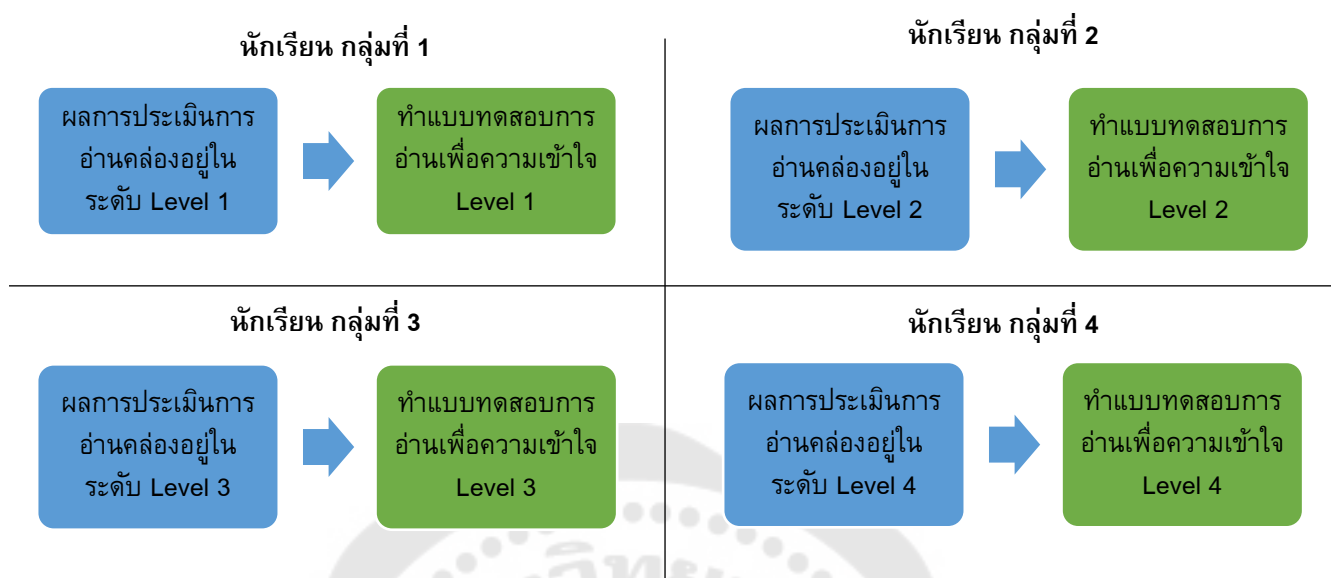 นักเรียน กลุ่มที่ 1
ผลการประเมินการ
อ่านคล่องอยู่ใน
ระดับ Level 1
ทำแบบทดสอบการ
อ่านเพื่อความเข้าใจ
Level 1
นักเรียน กลุ่มที่ 2
ผลการประเมินการ
อ่านคล่องอยู่ใน
ระดับ Level 2
ทำแบบทดสอบการ
อ่านเพื่อความเข้าใจ
Level 2
นักเรียน กลุ่มที่ 3
ผลการประเมินการ
อ่านคล่องอยู่ใน
ระดับ Level 3
ทำแบบทดสอบการ
อ่านเพื่อความเข้าใจ
Level 3
นักเรียน กลุ่มที่ 4
ผลการประเมินการ
อ่านคล่องอยู่ใน
ระดับ Level 4
ทำแบบทดสอบการ
อ่านเพื่อความเข้าใจ
Level 4